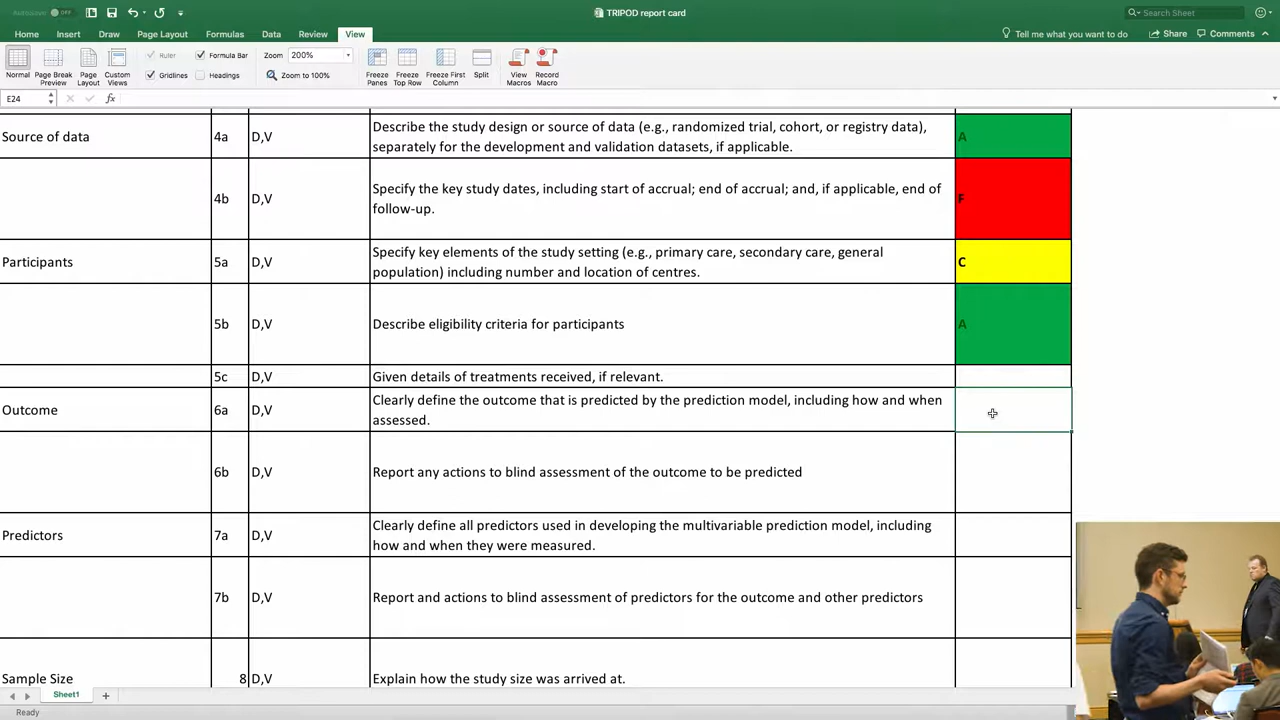 AutoSave OFF
TRIPOD report card
Search Sheet
Home Insert Draw Page Layout Formulas Data Review View
Tell me what you want to do Share Comments
Normal
Page Break Preview
Page Layout
Custom Views
Ruler
Formula Bar
Gridlines
Headings
Zoom 200%
Zoom to 100%
Freeze Panes
Freeze Top Row
Freeze First Column
Split
View Macros
Record Macro
E24 fx
Source of data 4a D,V Describe the study design or source of data (e.g., randomized trial, cohort, or registry data), A
separately for the development and validation datasets, if applicable.
4b D,V Specify the key study dates, including start of accrual; end of accrual; and, if applicable, end of F
follow-up.
Participants 5a D,V Specify key elements of the study setting (e.g., primary care, secondary care, general C
population) including number and location of centres.
5b D,V Describe eligibility criteria for participants A
5c D,V Given details of treatments received, if relevant.
Outcome 6a D,V Clearly define the outcome that is predicted by the prediction model, including how and when
assessed.
6b D,V Report any actions to blind assessment of the outcome to be predicted
Predictors 7a D,V Clearly define all predictors used in developing the multivariable prediction model, including
how and when they were measured.
7b D,V Report and actions to blind assessment of predictors for the outcome and other predictors
Sample Size 8 D,V Explain how the study size was arrived at.
Sheet1
Ready